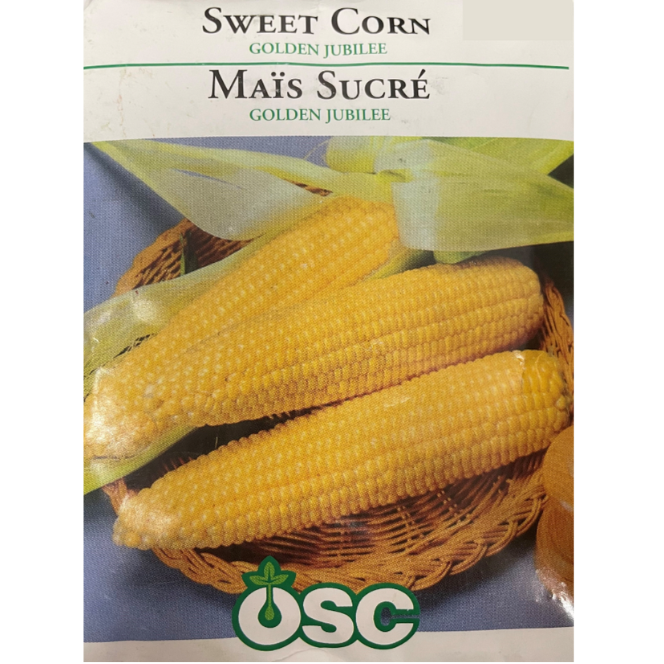 SWEET CORN
GOLDEN JUBILEE
MAÏS SUCRÉ
GOLDEN JUBILEE
OSC